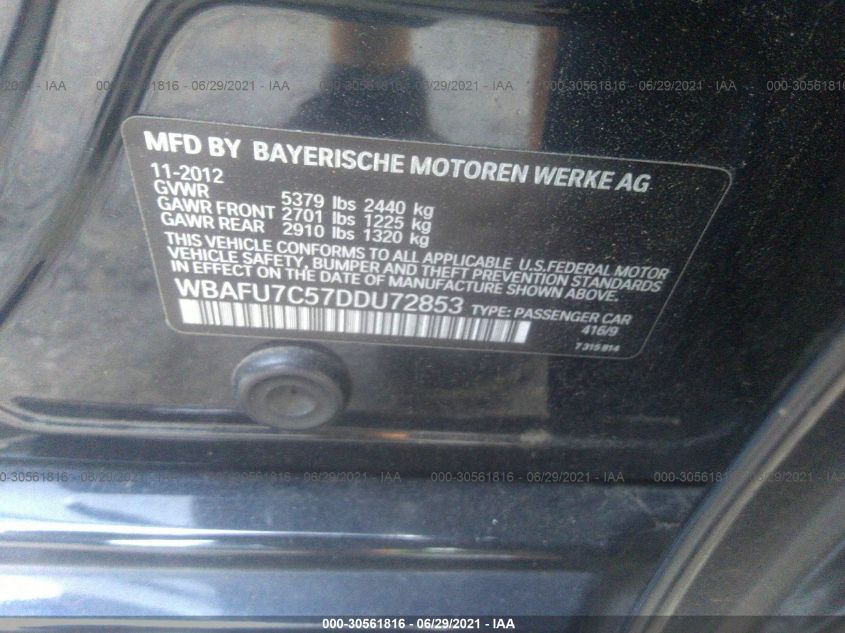 000-30561816 - 06/29/2021 - IAA
MFD BY BAYERISCHE MOTOREN WERKE AG
11-2012
GVWR 5379 lbs 2440 kg
GAWR FRONT 2701 lbs 1225 kg
GAWR REAR 2910 lbs 1320 kg
THIS VEHICLE CONFORMS TO ALL APPLICABLE U.S.FEDERAL MOTOR
VEHICLE SAFETY, BUMPER AND THEFT PREVENTION STANDARDS
IN EFFECT ON THE DATE OF MANUFACTURE SHOWN ABOVE.
WBAFU7C57DDU72853 TYPE: PASSENGER CAR
416/9
7 315 814
000-30561816 - 06/29/2021 - IAA
000-30561816 - 06/29/2021 - IAA